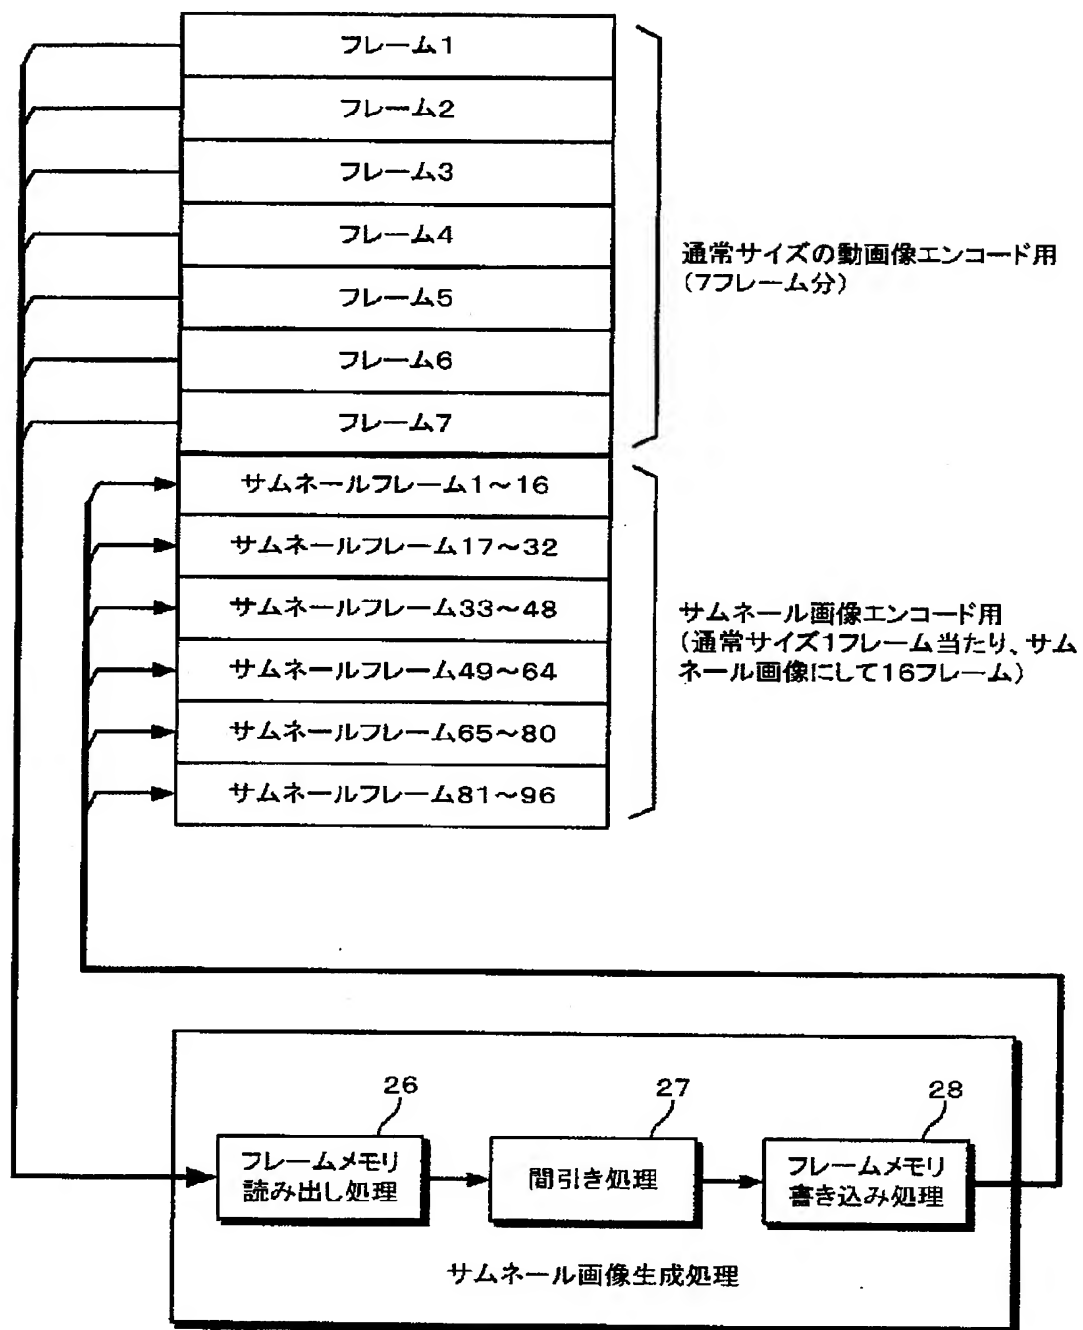 フレーム1
フレーム2
フレーム3
フレーム4
フレーム5
フレーム6
フレーム7
通常サイズの動画像エンコード用
(7フレーム分)
サムネールフレーム1～16
サムネールフレーム17～32
サムネールフレーム33～48
サムネールフレーム49～64
サムネールフレーム65～80
サムネールフレーム81～96
サムネール画像エンコード用
(通常サイズ1フレーム当たり、サム
ネール画像にして16フレーム)
26
27
28
フレームメモリ
読み出し処理
間引き処理
フレームメモリ
書き込み処理
サムネール画像生成処理